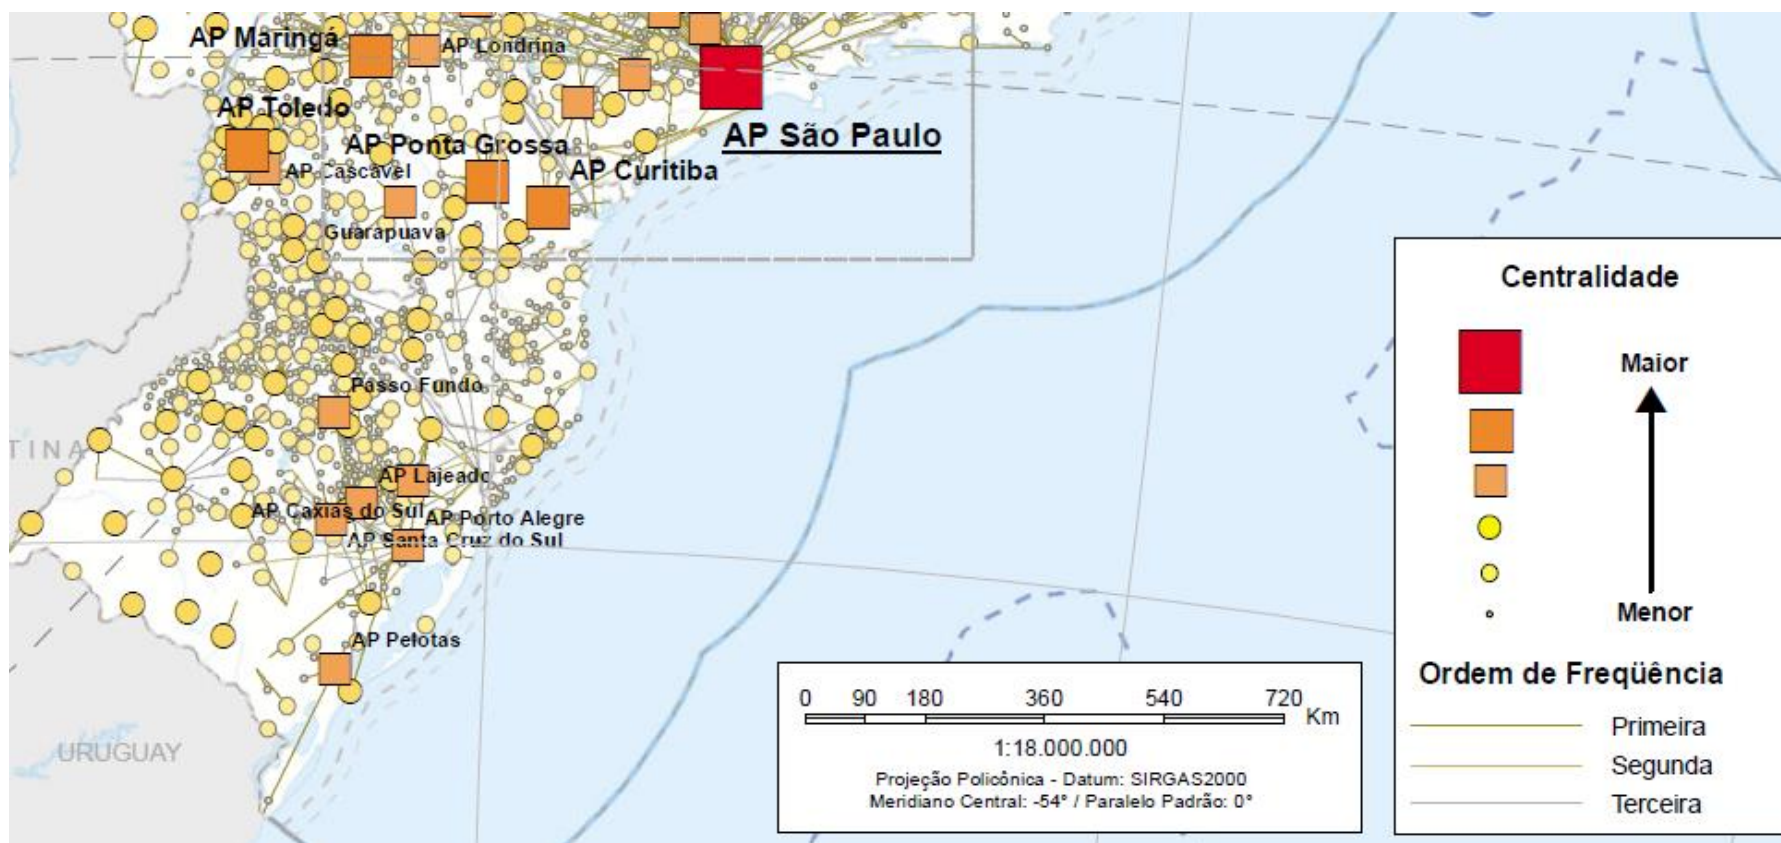 AP Maringá
AP Londrina
AP Toledo
AP São Paulo
AP Ponta Grossa
AP Curitiba
AP Cascavel
Guarapuava
Passo Fundo
TINA
AP Lajeado
AP Caxias do Sul
AP Porto Alegre
AP Santa Cruz do Sul
AP Pelotas
URUGUAY
0 90 180 360 540 720
Km
1:18.000.000
Projeção Policônica - Datum: SIRGAS2000
Meridiano Central: -54° / Paralelo Padrão: 0°
Centralidade
Maior
Menor
Ordem de Freqüência
Primeira
Segunda
Terceira